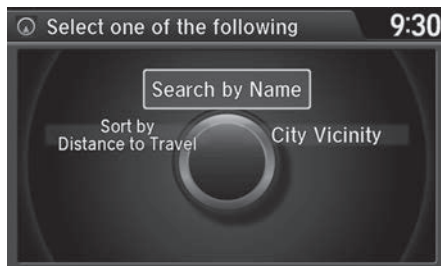 Select one of the following
9:30
Search by Name
Sort by
Distance to Travel
City Vicinity